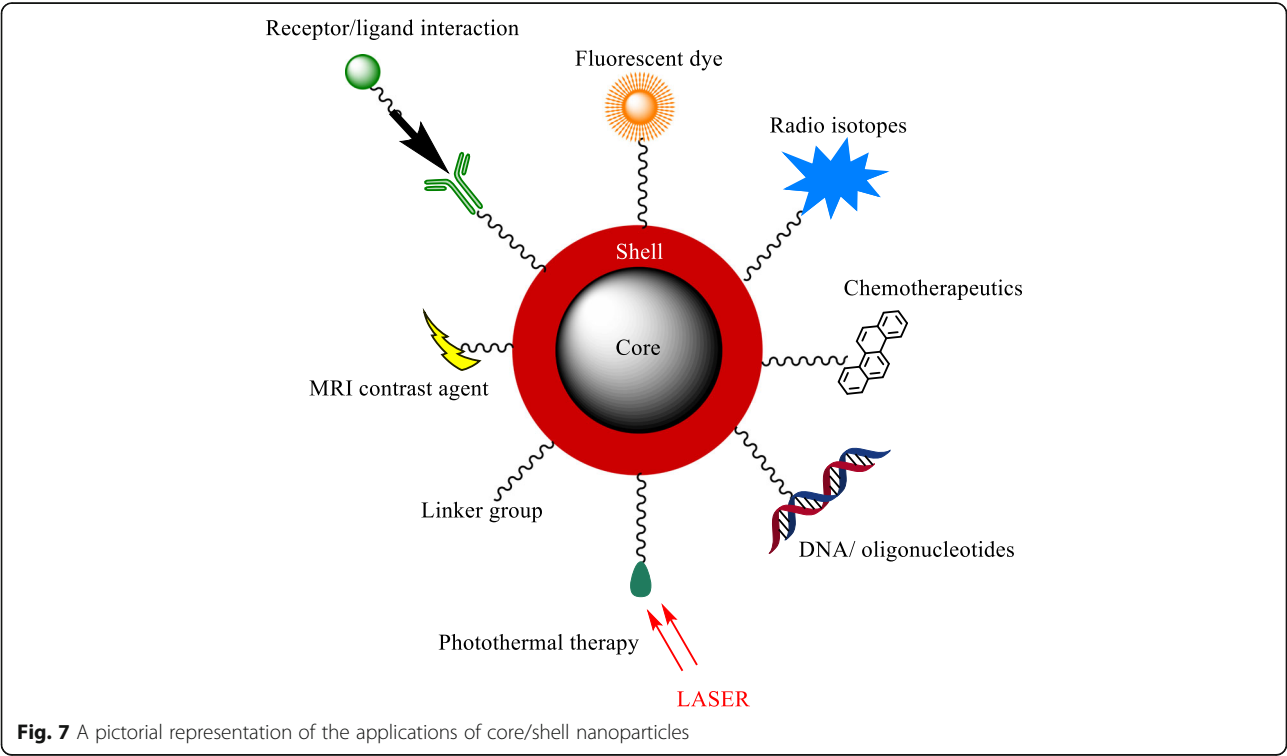 Receptor/ligand interaction
Fluorescent dye
Radio isotopes
Shell
Chemotherapeutics
Core
MRI contrast agent
Linker group
DNA/ oligonucleotides
Photothermal therapy
LASER
Fig. 7 A pictorial representation of the applications of core/shell nanoparticles